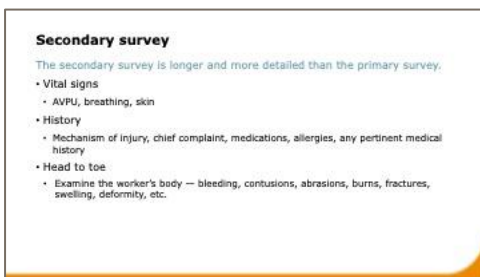 Secondary survey
The secondary survey is longer and more detailed than the primary survey.
• Vital signs
• AVPU, breathing, skin
• History
• Mechanism of injury, chief complaint, medications, allergies, any pertinent medical
history
• Head to toe
• Examine the worker's body — bleeding, contusions, abrasions, burns, fractures,
swelling, deformity, etc.